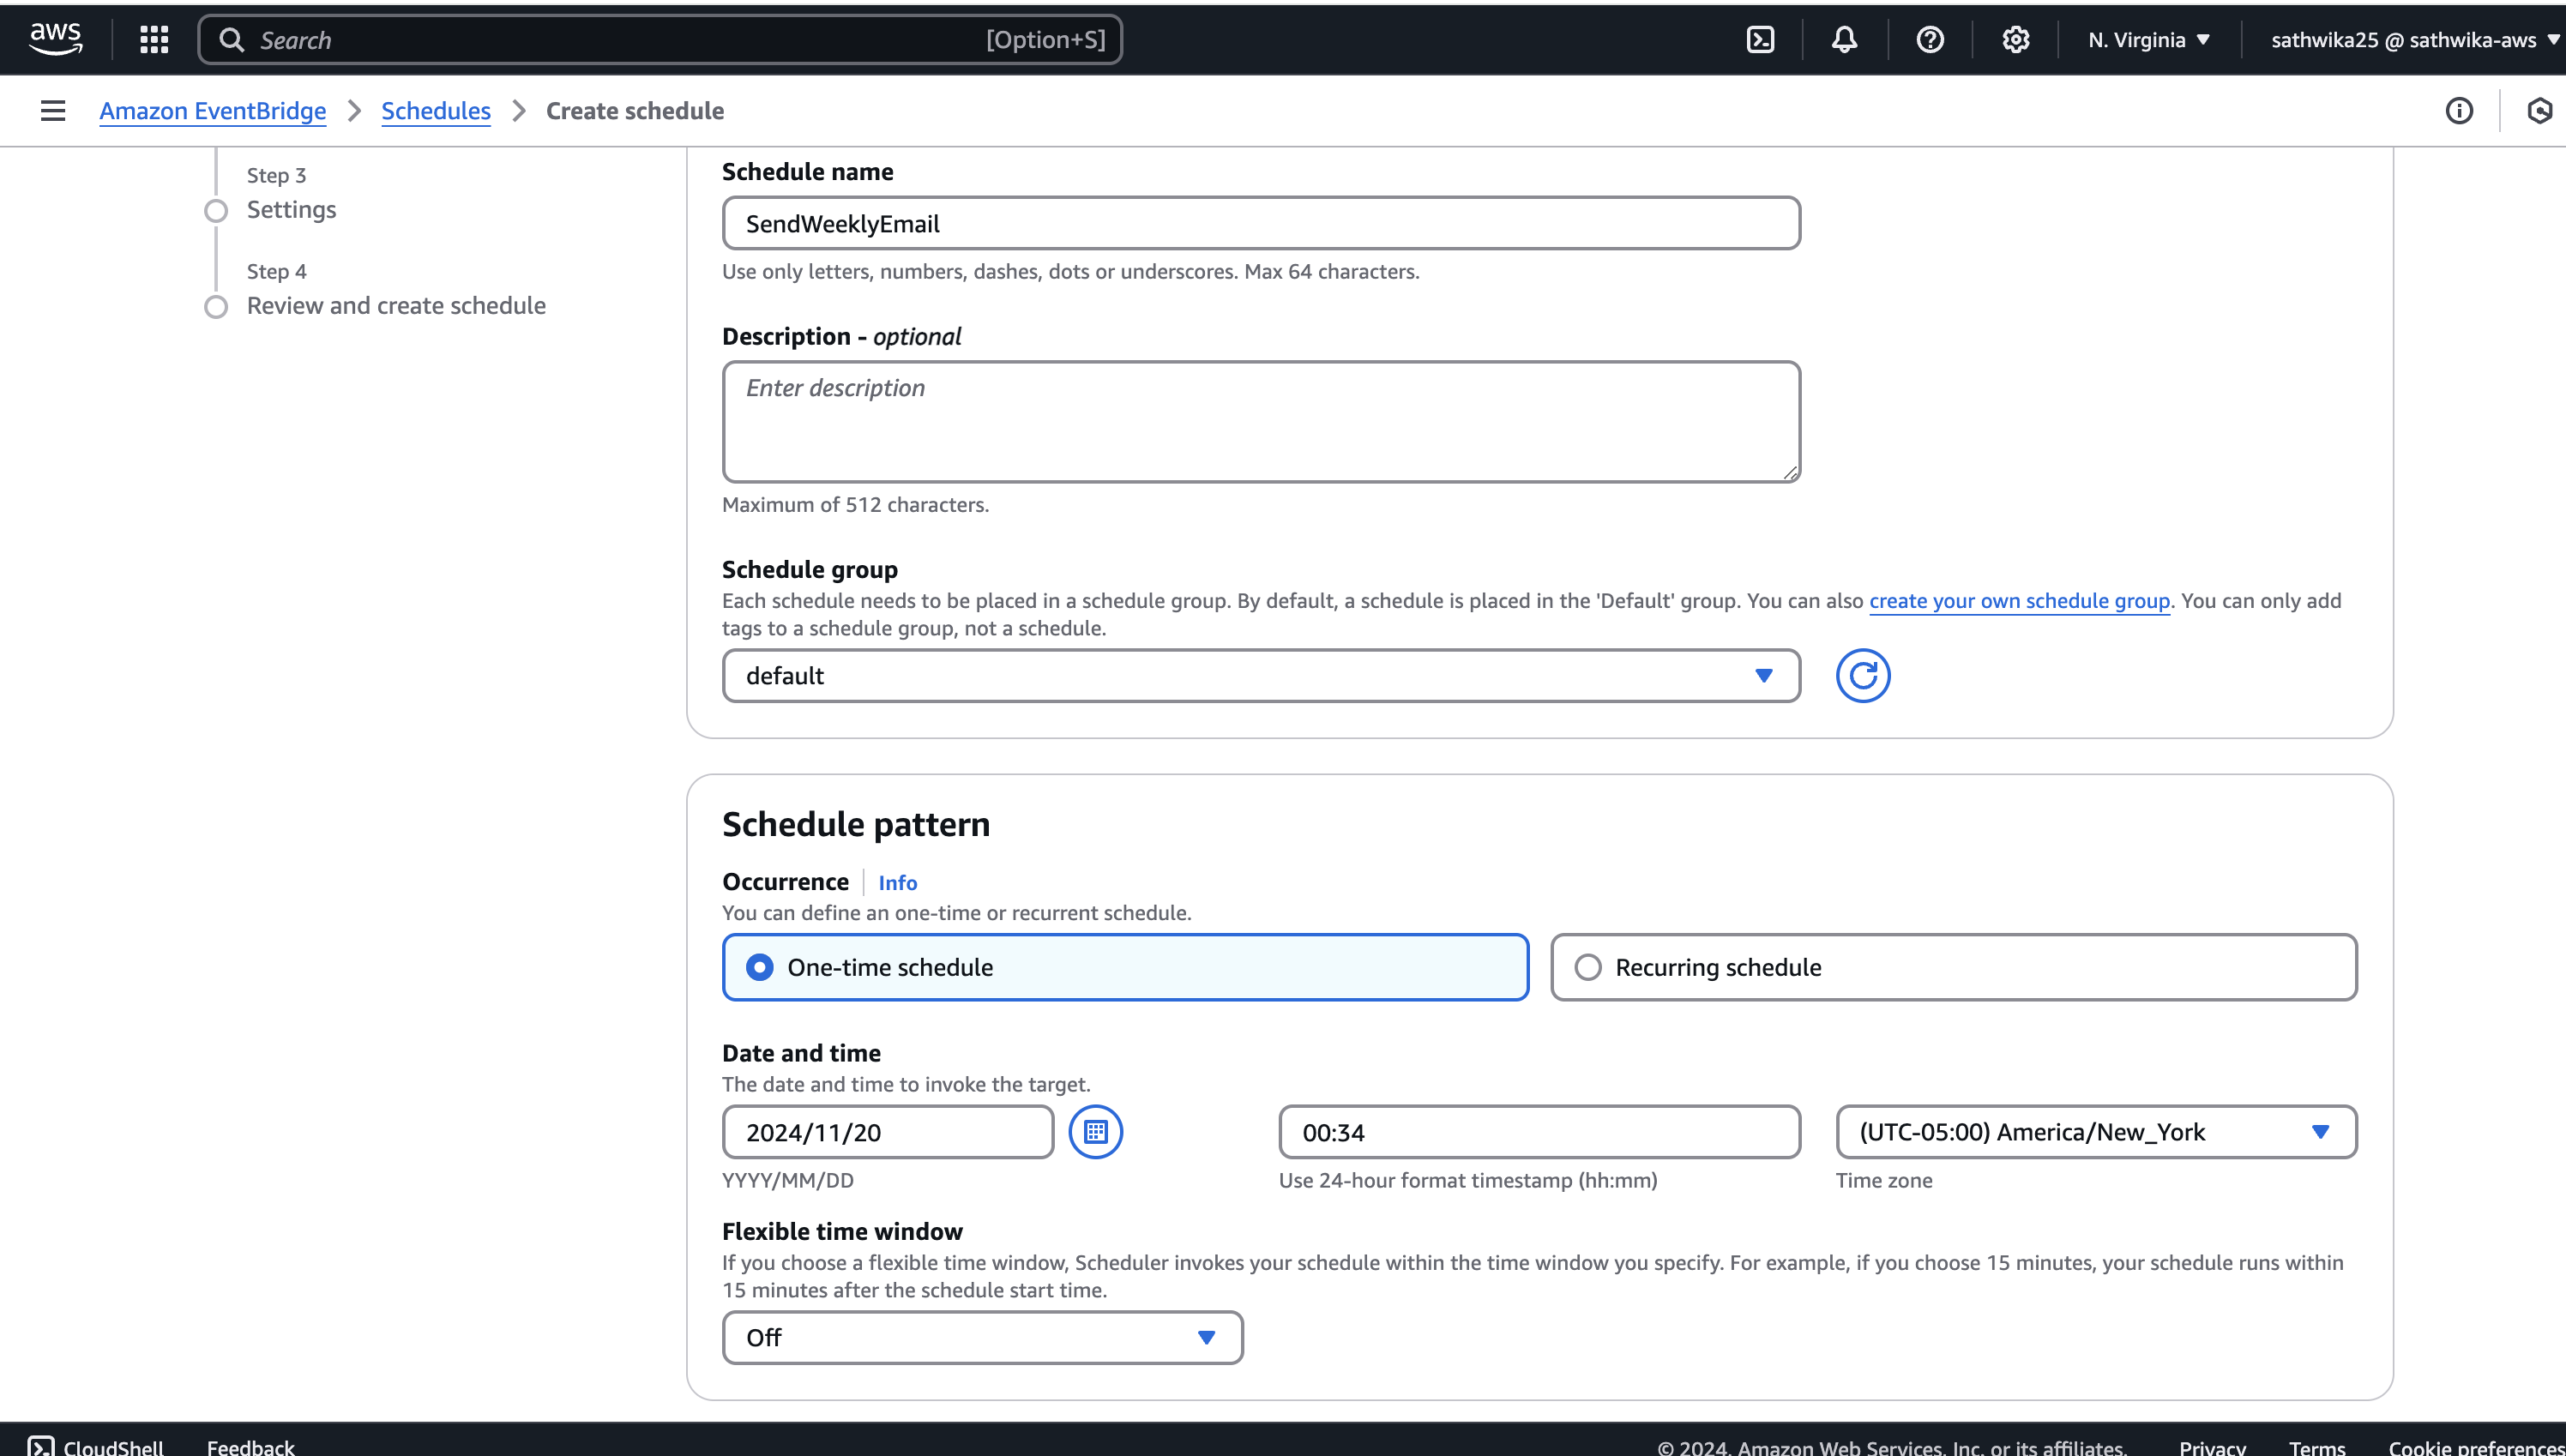 aws
Search [Option+S]
N. Virginia
sathwika25 @ sathwika-aws
Amazon EventBridge
Schedules
Create schedule
Step 3
Settings
Step 4
Review and create schedule
Schedule name
SendWeeklyEmail
Use only letters, numbers, dashes, dots or underscores. Max 64 characters.
Description - optional
Enter description
Maximum of 512 characters.
Schedule group
Each schedule needs to be placed in a schedule group. By default, a schedule is placed in the 'Default' group. You can also create your own schedule group. You can only add
tags to a schedule group, not a schedule.
default
Schedule pattern
Occurrence Info
You can define an one-time or recurrent schedule.
One-time schedule
Recurring schedule
Date and time
The date and time to invoke the target.
2024/11/20
00:34
(UTC-05:00) America/New_York
YYYY/MM/DD
Use 24-hour format timestamp (hh:mm)
Time zone
Flexible time window
If you choose a flexible time window, Scheduler invokes your schedule within the time window you specify. For example, if you choose 15 minutes, your schedule runs within
15 minutes after the schedule start time.
Off
CloudShell Feedback
© 2024, Amazon Web Services, Inc. or its affiliates. Privacy Terms Cookie preferences